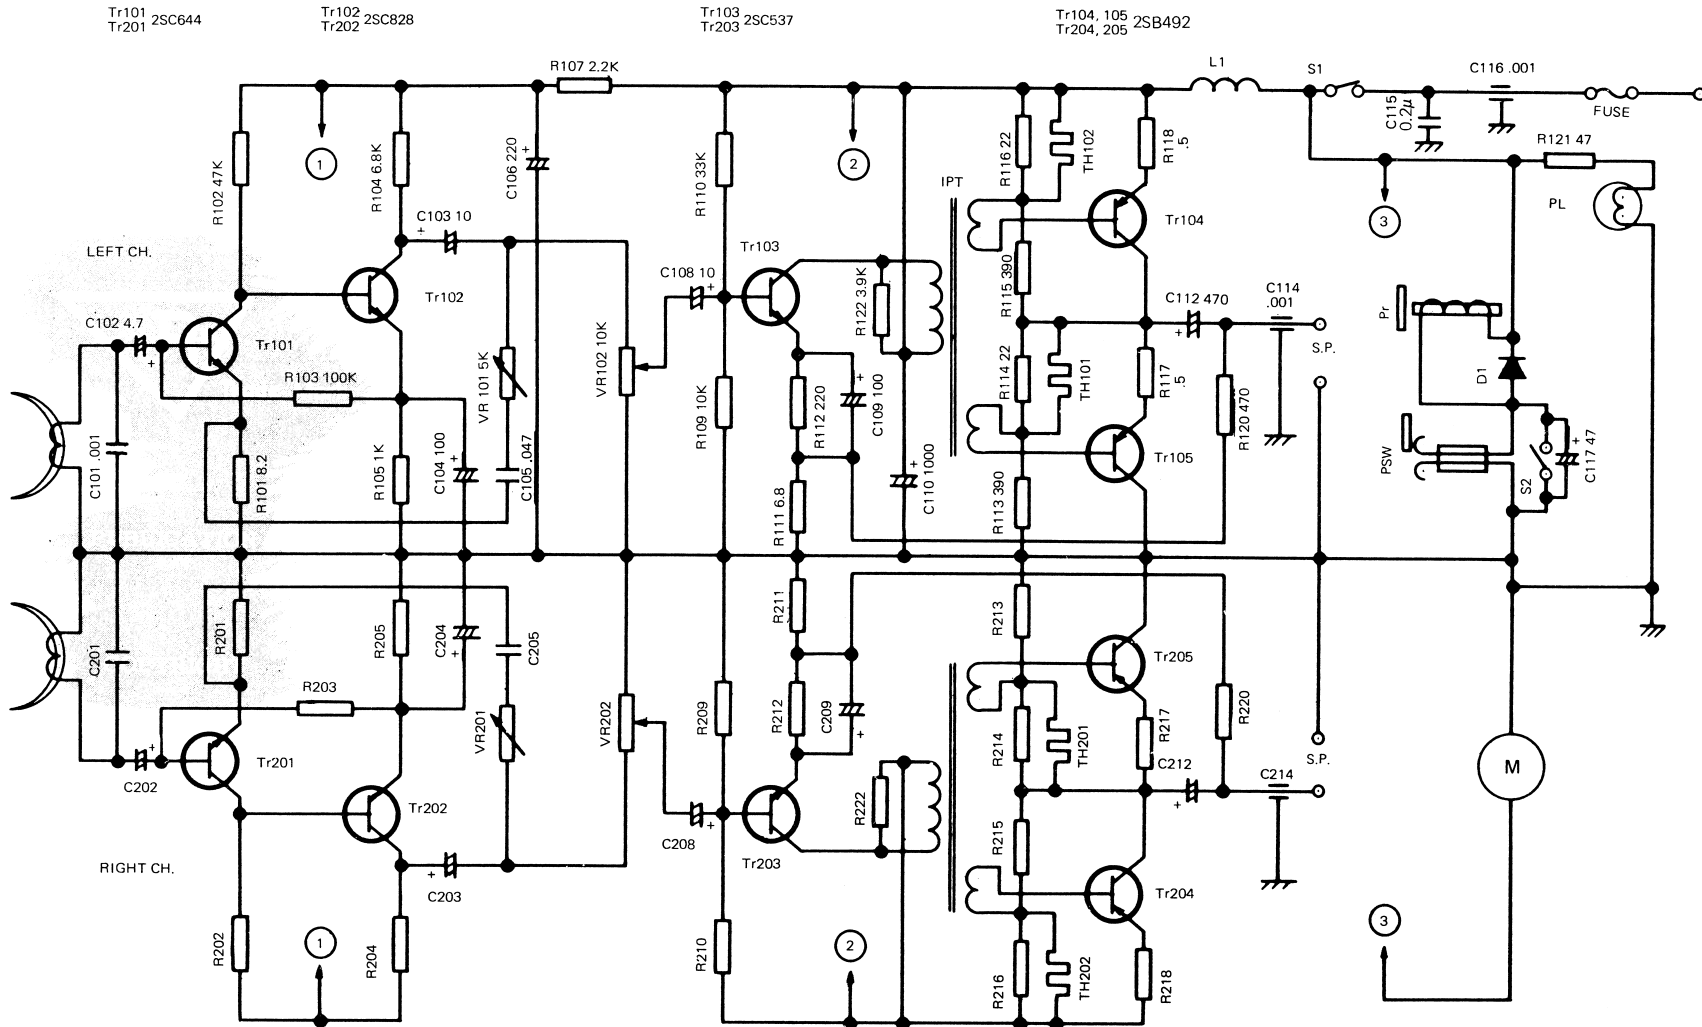 Tr101
Tr201 2SC644
Tr102
Tr202 2SC828
Tr103
Tr203 2SC537
Tr104, 105
Tr204, 205 2SB492
R107 2.2K
L1
S1
C116 .001
FUSE
C115
0.2μ
R121 47
PL
1
2
3
R102 47K
R104 6.8K
C106 220
+
R110 33K
R116 22
TH102
R118
.5
IPT
Tr104
LEFT CH.
C103 10
+
Tr103
C108 10
+
R122 3.9K
R115 390
C112 470
+
C114
.001
S.P.
Pr
D1
Tr102
C102 4.7
+
Tr101
R103 100K
VR101 5K
VR102 10K
R109 10K
R112 220
C109 100
+
R114 22
TH101
R117
.5
R120 470
PSW
S2
C117 47
+
C101 .001
R101 8.2
R105 1K
C104 100
+
C105 .047
R111 6.8
C110 1000
+
R113 390
Tr105
R201
R205
C204
+
C205
R211
R213
C201
R203
VR201
VR202
R209
R212
C209
+
Tr205
R214
TH201
R217
R220
C202
+
Tr201
Tr202
C208
+
Tr203
R222
C212
+
C214
S.P.
M
R215
Tr204
RIGHT CH.
C203
+
R202
1
R204
R210
2
R216
TH202
R218
3